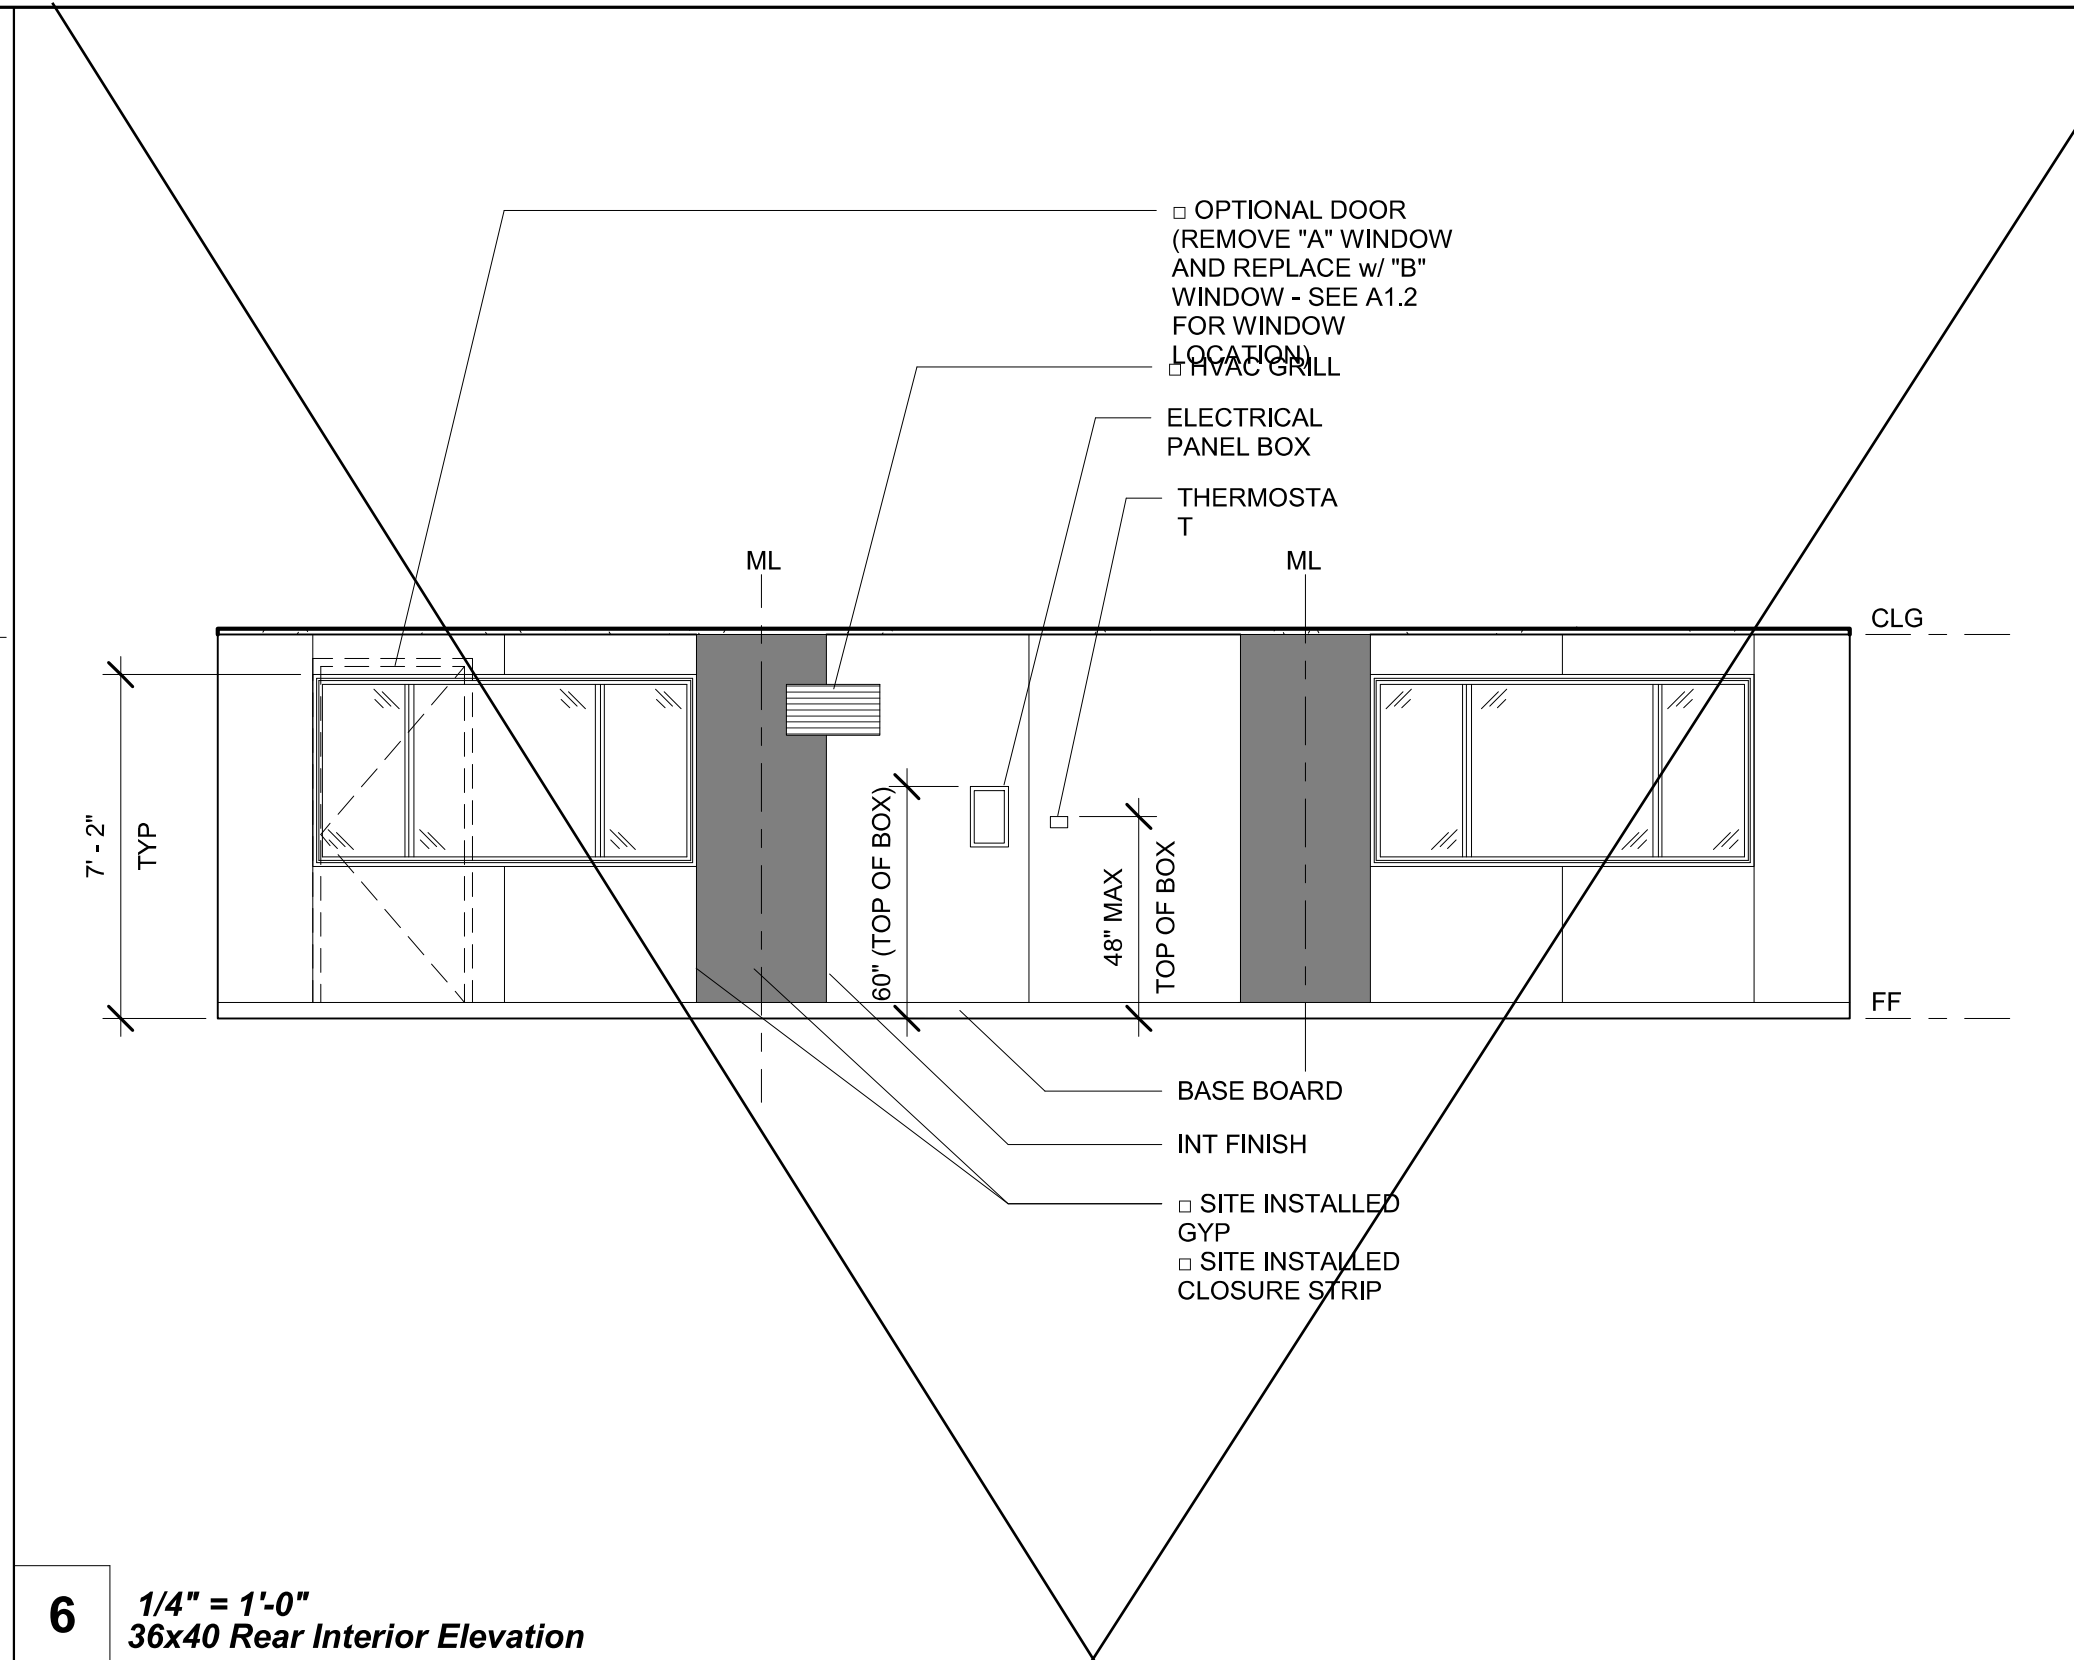 □ OPTIONAL DOOR
(REMOVE "A" WINDOW
AND REPLACE w/ "B"
WINDOW - SEE A1.2
FOR WINDOW
LOCATION)
□ HVAC GRILL
ELECTRICAL
PANEL BOX
THERMOSTA
T
ML
ML
CLG
7' - 2"
TYP
60" (TOP OF BOX)
48" MAX
TOP OF BOX
FF
BASE BOARD
INT FINISH
□ SITE INSTALLED
GYP
□ SITE INSTALLED
CLOSURE STRIP
6
1/4" = 1'-0"
36x40 Rear Interior Elevation